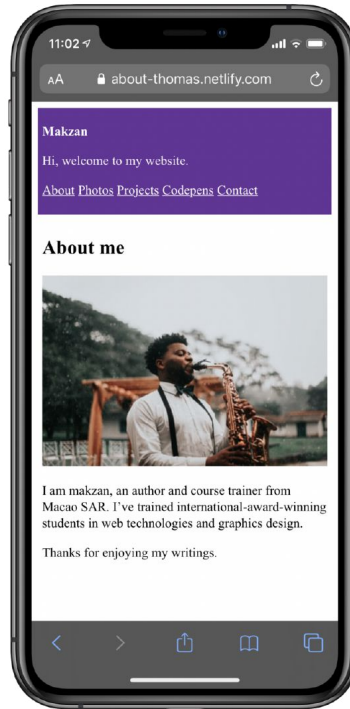 11:02
AA about-thomas.netlify.com
Makzan
Hi, welcome to my website.
About Photos Projects Codepens Contact
About me
I am makzan, an author and course trainer from
Macao SAR. I’ve trained international-award-winning
students in web technologies and graphics design.
Thanks for enjoying my writings.